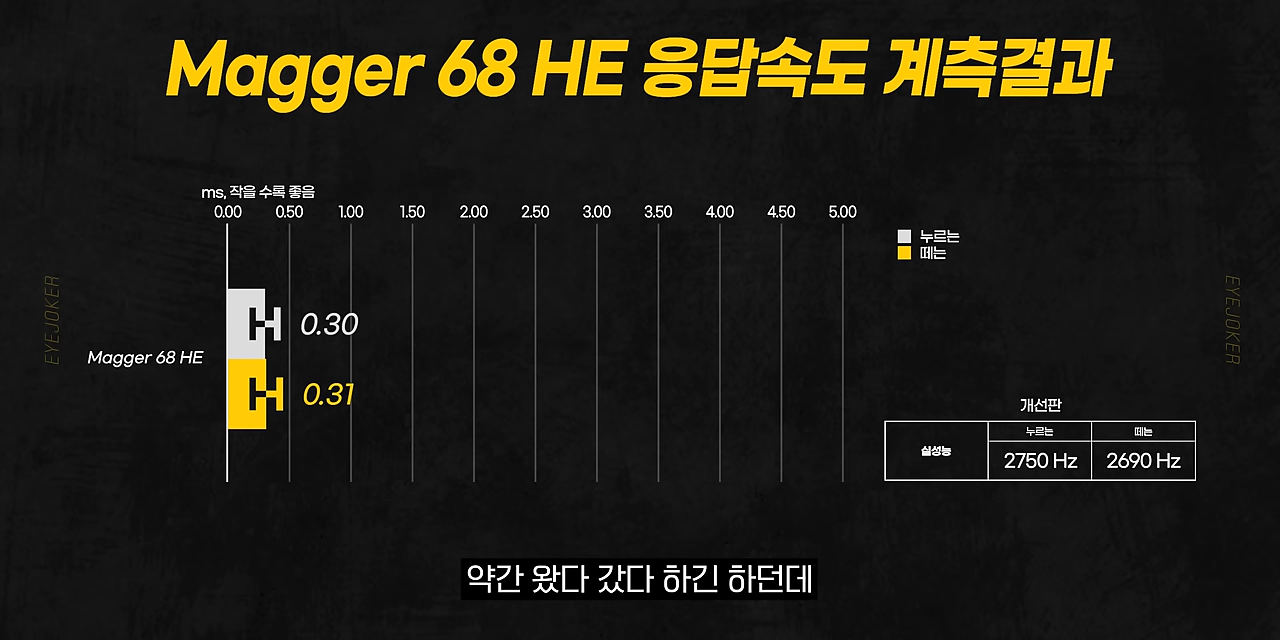 Magger 68 HE 응답속도 계측결과
ms, 작을 수록 좋음
0.00 0.50 1.00 1.50 2.00 2.50 3.00 3.50 4.00 4.50 5.00
누르는
떼는
EYEJOKER
EYEJOKER
0.30
Magger 68 HE
0.31
개선판
실성능
누르는 떼는
2750 Hz 2690 Hz
약간 왔다 갔다 하긴 하던데